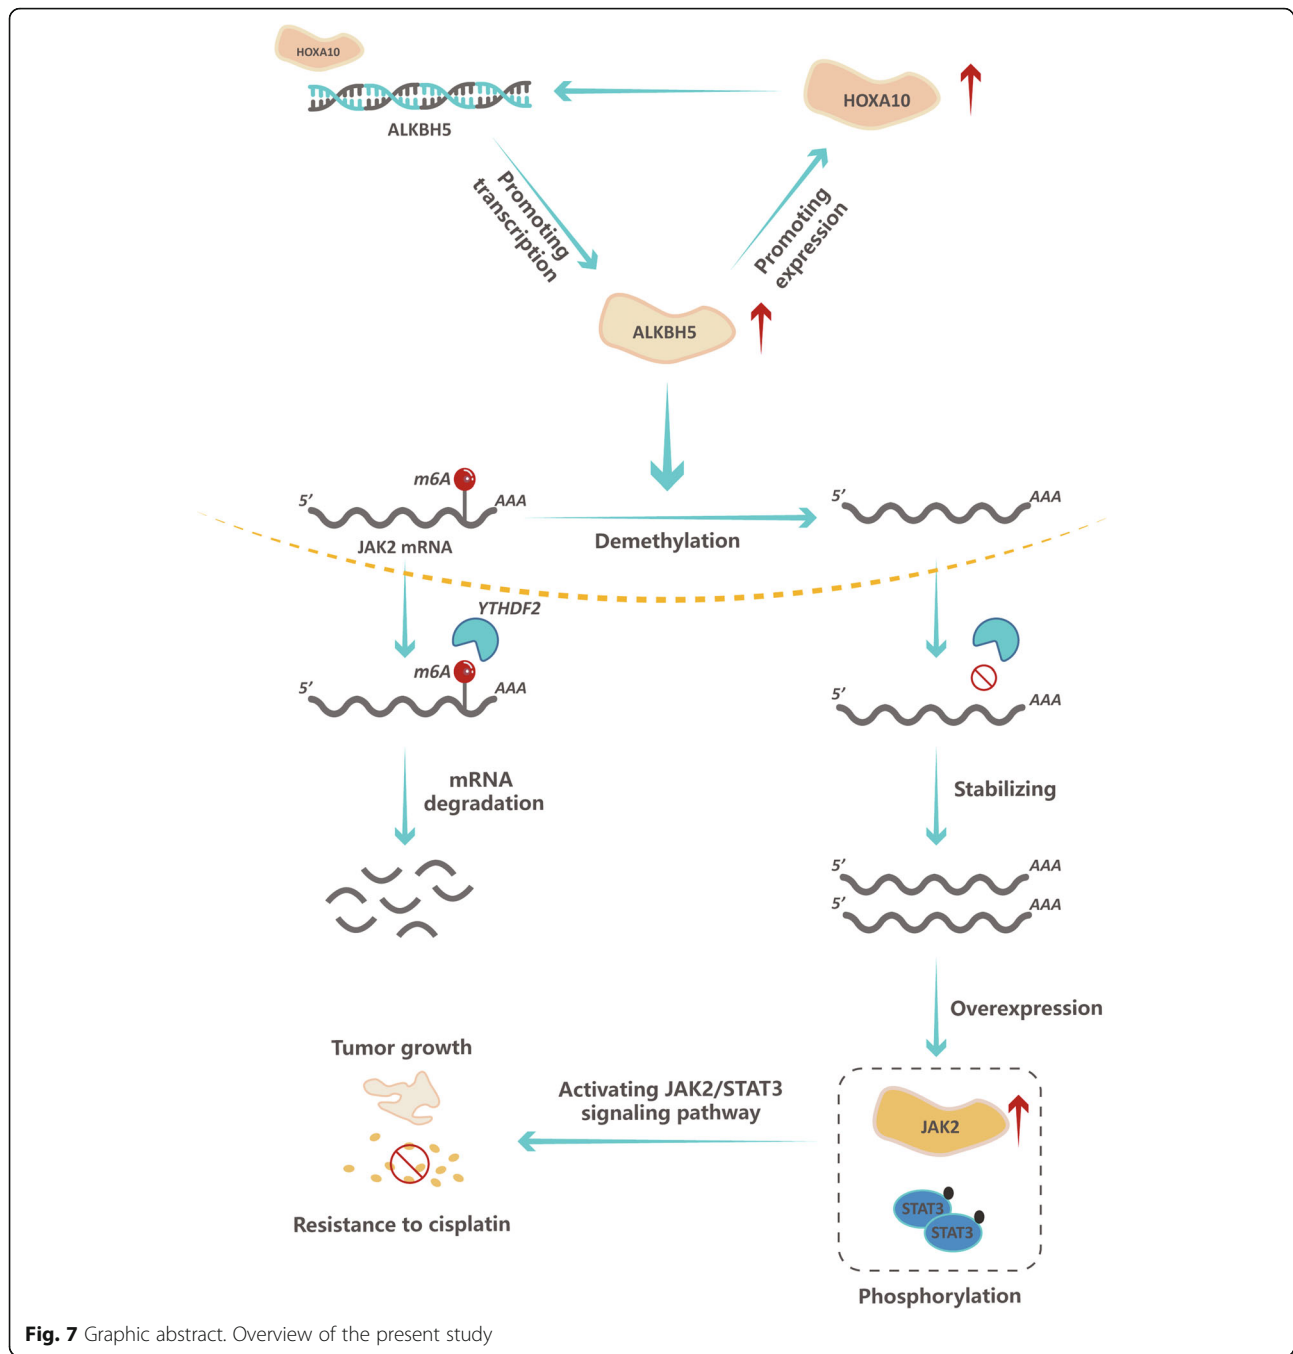 HOXA10
HOXA10
ALKBH5
Promoting
transcription
Promoting
expression
ALKBH5
m6A
5’
AAA
JAK2 mRNA
Demethylation
5’
AAA
YTHDF2
m6A
5’
AAA
5’
AAA
mRNA
degradation
Stabilizing
5’
AAA
5’
AAA
Overexpression
Tumor growth
Activating JAK2/STAT3
signaling pathway
JAK2
STAT3
STAT3
Resistance to cisplatin
Phosphorylation
Fig. 7 Graphic abstract. Overview of the present study